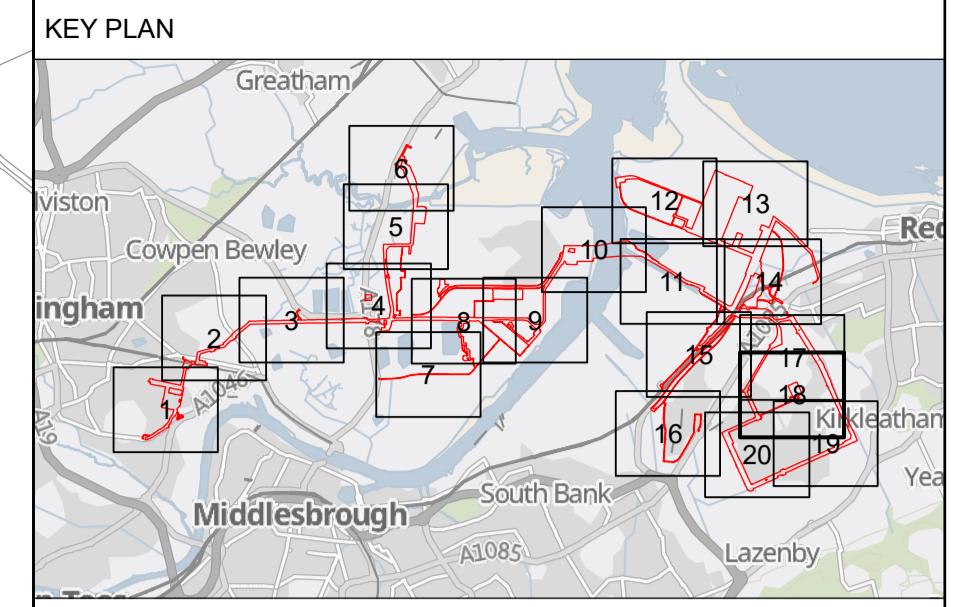 KEY PLAN
Greatham
6
lviston
12
13
5
Red
Cowpen Bewley
10
11
14
ingham
A178
4
2
3
8
9
A1085
15
17
7
A1046
1
18
Kirkleatham
A19
16
19
20
Yea
South Bank
Middlesbrough
A1085
Lazenby
n-Tees